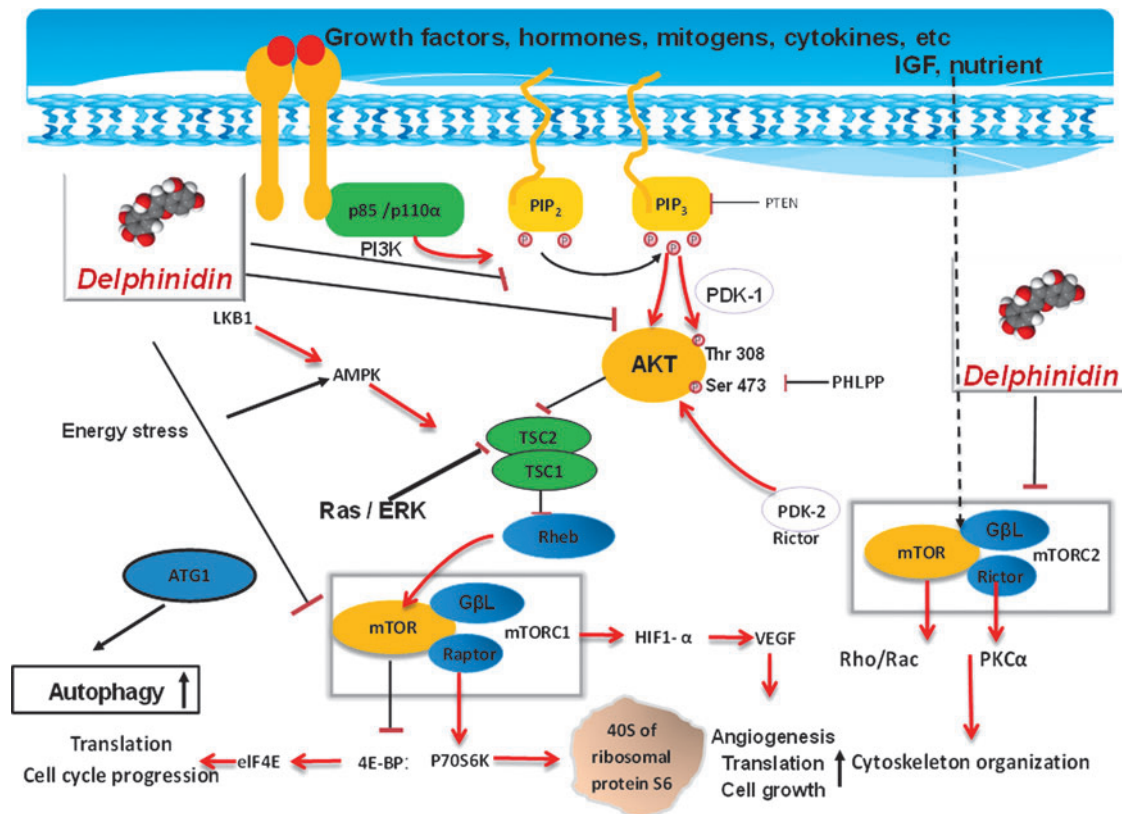 Growth factors, hormones, mitogens, cytokines, etc
IGF, nutrient
p85 /p110α
PI3K
PIP2
PIP3
PTEN
P
P
P
P
P
Delphinidin
PDK-1
LKB1
AMPK
AKT
P
Thr 308
P
Ser 473
PHLPP
Delphinidin
Energy stress
TSC2
TSC1
Ras / ERK
PDK-2
Rictor
Rheb
GβL
mTOR
mTORC2
Rictor
ATG1
GβL
mTOR
mTORC1
Raptor
HIF1- α
VEGF
Rho/Rac
PKCα
Autophagy
Translation
Cell cycle progression
eIF4E
4E-BP:
P70S6K
40S of
ribosomal
protein S6
Angiogenesis
Translation
Cell growth
Cytoskeleton organization